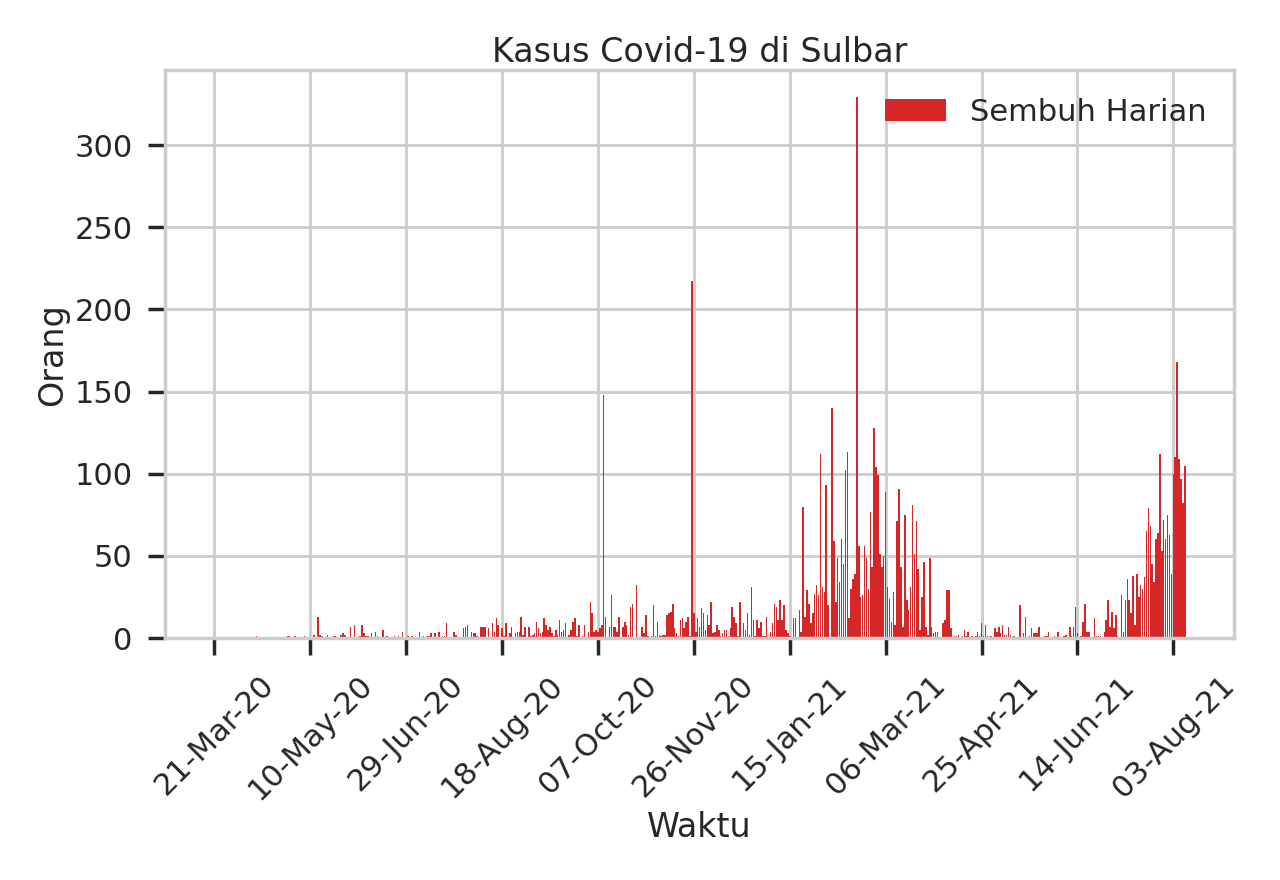 Kasus Covid-19 di Sulbar
Sembuh Harian
300
250
200
150
100
50
0
Orang
21-Mar-20
10-May-20
29-Jun-20
18-Aug-20
07-Oct-20
26-Nov-20
15-Jan-21
06-Mar-21
25-Apr-21
14-Jun-21
03-Aug-21
Waktu